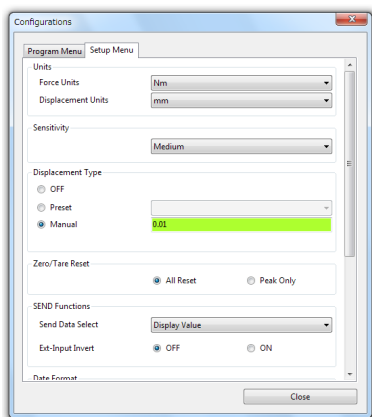 Configurations
Program Menu Setup Menu
Units
Force Units Nm
Displacement Units mm
Sensitivity
Medium
Displacement Type
OFF
Preset
Manual 0.01
Zero/Tare Reset
All Reset Peak Only
SEND Functions
Send Data Select Display Value
Ext-Input Invert OFF ON
Date Format
Close